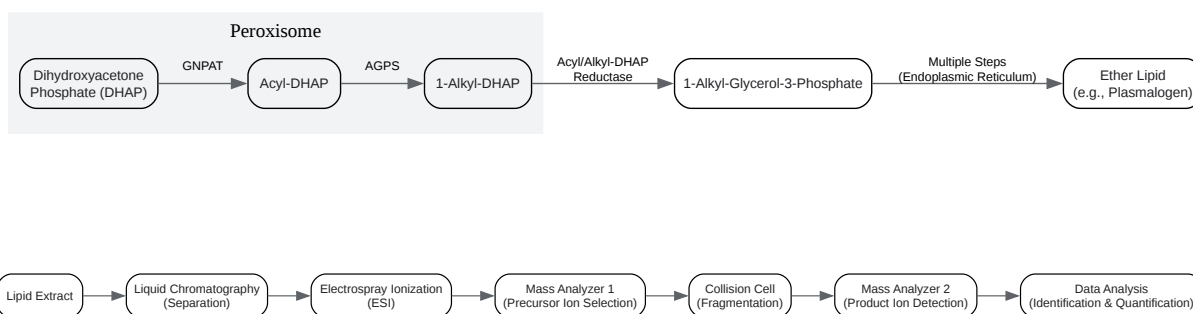 Peroxisome
Dihydroxyacetone
Phosphate (DHAP)
GNPAT
Acyl-DHAP
AGPS
1-Alkyl-DHAP
Acyl/Alkyl-DHAP
Reductase
1-Alkyl-Glycerol-3-Phosphate
Multiple Steps
(Endoplasmic Reticulum)
Ether Lipid
(e.g., Plasmalogen)
Lipid Extract
Liquid Chromatography
(Separation)
Electrospray Ionization
(ESI)
Mass Analyzer 1
(Precursor Ion Selection)
Collision Cell
(Fragmentation)
Mass Analyzer 2
(Product Ion Detection)
Data Analysis
(Identification & Quantification)